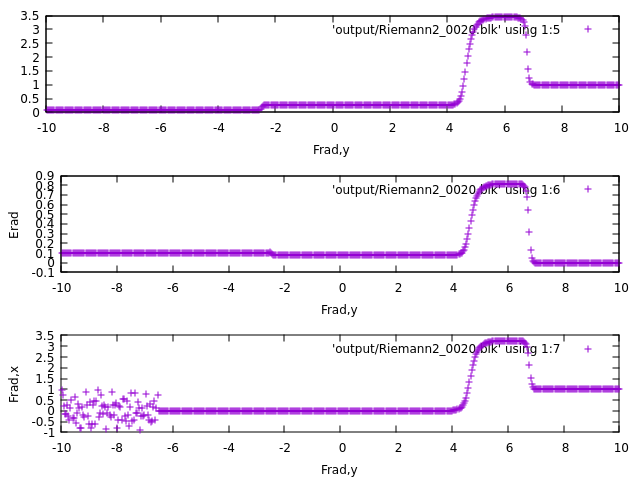 3.5
3
2.5
2
1.5
1
0.5
0
'output/Riemann2_0020.blk' using 1:5
-10 -8 -6 -4 -2 0 2 4 6 8 10
Frad,y
0.9
0.8
0.7
0.6
0.5
0.4
0.3
0.2
0.1
0
-0.1
Erad
'output/Riemann2_0020.blk' using 1:6
-10 -8 -6 -4 -2 0 2 4 6 8 10
Frad,y
3.5
3
2.5
2
1.5
1
0.5
0
-0.5
-1
Frad,x
'output/Riemann2_0020.blk' using 1:7
-10 -8 -6 -4 -2 0 2 4 6 8 10
Frad,y